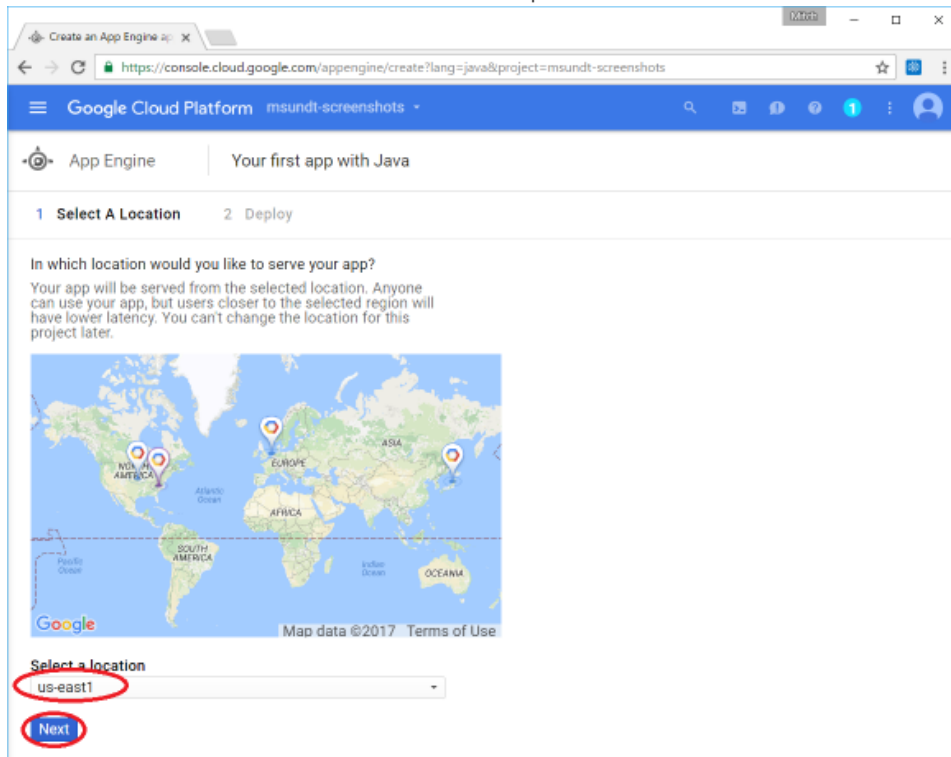 Mitch
Create an App Engine ap
https://console.cloud.google.com/appengine/create?lang=java&project=msundt-screenshots
Google Cloud Platform msundt-screenshots
1
App Engine Your first app with Java
1 Select A Location 2 Deploy
In which location would you like to serve your app?
Your app will be served from the selected location. Anyone
can use your app, but users closer to the selected region will
have lower latency. You can't change the location for this
project later.
ASIA
EUROPE
NORTH
AMERICA
Atlantic
Ocean
AFRICA
SOUTH
AMERICA
Pacific
Ocean
Indian
Ocean
OCEANIA
Google
Map data ©2017 Terms of Use
Select a location
us-east1
Next